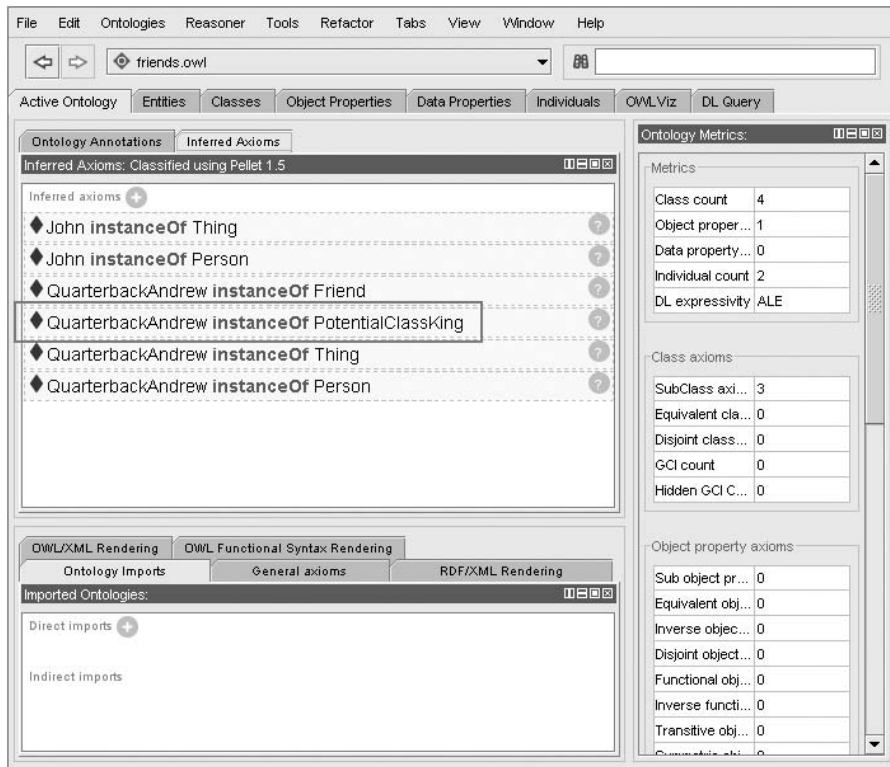 File Edit Ontologies Reasoner Tools Refactor Tabs View Window Help
friends.owl
Active Ontology Entities Classes Object Properties Data Properties Individuals OWLViz DL Query
Ontology Annotations Inferred Axioms
Inferred Axioms: Classified using Pellet 1.5
Inferred axioms
John instanceOf Thing
John instanceOf Person
QuarterbackAndrew instanceOf Friend
QuarterbackAndrew instanceOf PotentialClassKing
QuarterbackAndrew instanceOf Thing
QuarterbackAndrew instanceOf Person
OWL/XML Rendering OWL Functional Syntax Rendering
Ontology Imports General axioms RDF/XML Rendering
Imported Ontologies:
Direct imports
Indirect imports
Ontology Metrics:
Metrics
Class count 4
Object proper... 1
Data property... 0
Individual count 2
DL expressivity ALE
Class axioms
SubClass axi... 3
Equivalent cla... 0
Disjoint class... 0
GCI count 0
Hidden GCI C... 0
Object property axioms
Sub object pr... 0
Equivalent obj... 0
Inverse objec... 0
Disjoint object... 0
Functional obj... 0
Inverse functi... 0
Transitive obj... 0